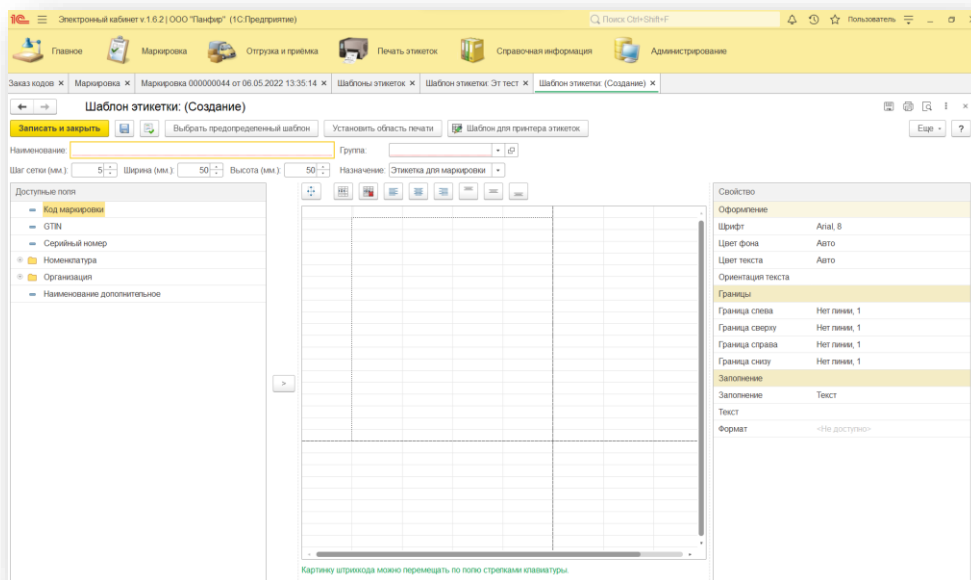 1С Электронный кабинет v.1.6.2 | ООО "Панфир" (1С:Предприятие) Поиск Ctrl+Shift+F Пользователь
Главное Маркировка Отгрузка и приёмка Печать этикеток Справочная информация Администрирование
Заказ кодов × Маркировка × Маркировка 000000044 от 06.05.2022 13:35:14 × Шаблоны этикеток × Шаблон этикетки: Эт тест × Шаблон этикетки: (Создание) ×
Шаблон этикетки: (Создание)
Записать и закрыть Выбрать предопределенный шаблон Установить область печати Шаблон для принтера этикеток Еще ?
Наименование: Группа:
Шаг сетки (мм.): 5 Ширина (мм.): 50 Высота (мм.): 50 Назначение: Этикетка для маркировки
Доступные поля
Код маркировки
GTIN
Серийный номер
Номенклатура
Организация
Наименование дополнительное
>
Свойство
Оформление
Шрифт Arial, 8
Цвет фона Авто
Цвет текста Авто
Ориентация текста
Границы
Граница слева Нет линии, 1
Граница сверху Нет линии, 1
Граница справа Нет линии, 1
Граница снизу Нет линии, 1
Заполнение
Заполнение Текст
Текст
Формат <Не доступно>
Картинку штрихкода можно перемещать по полю стрелками клавиатуры.